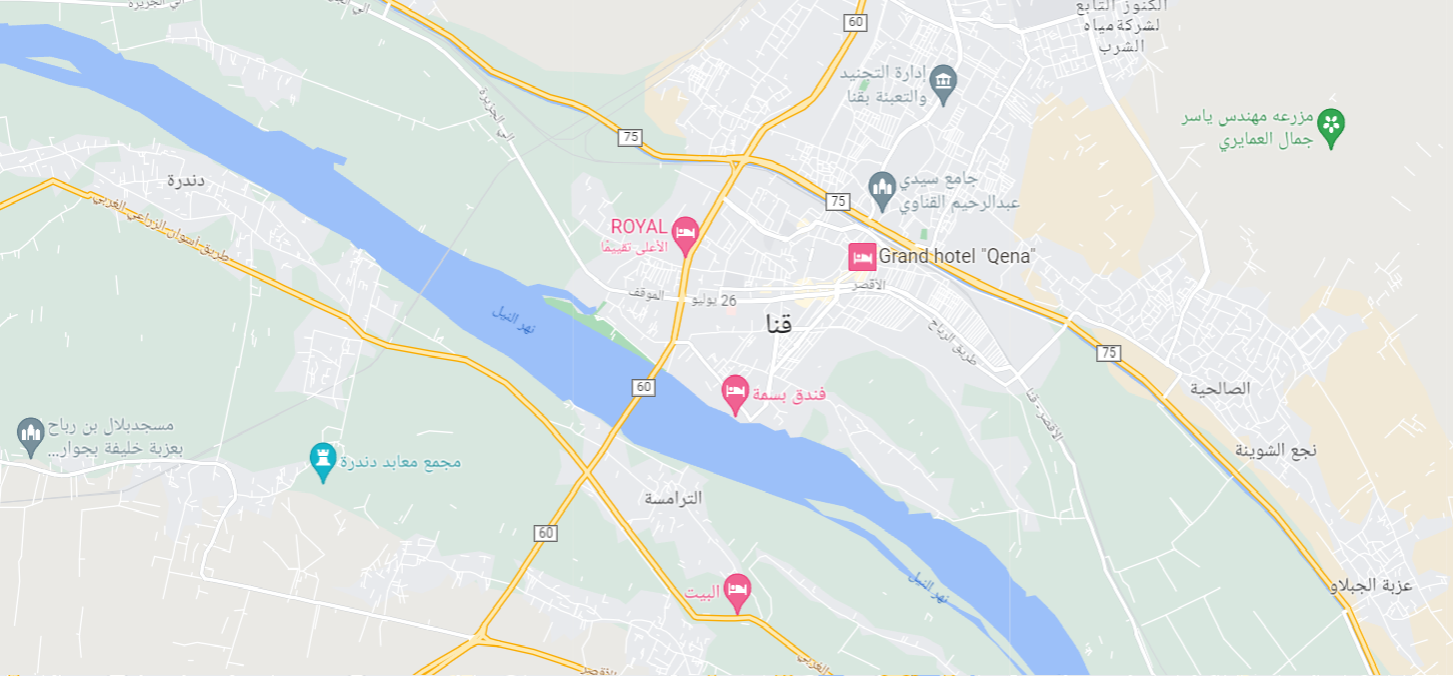 إلى الجزيرة
60
الكنوز التابع
لشركة مياه
الشرب
إدارة التجنيد
والتعبئة بقنا
الى الجزيرة
مزرعه مهندس ياسر
جمال العمايري
75
دندرة
جامع سيدي
عبدالرحيم القناوي
75
طريق أسوان الزراعي الغربي
ROYAL
الأعلى تقييمًا
Grand hotel "Qena"
الأقصر
الموقف
26 يوليو
نهر النيل
قنا
طريق الرياح
75
60
فندق بسمة
الصالحية
الأقصر - قنا
مسجدبلال بن رباح
بعزبة خليفة بجوار...
نجع الشوينة
مجمع معابد دندرة
الترامسة
60
نهر النيل
عزبة الجبلاو
البيت
الغربي
الأقصر